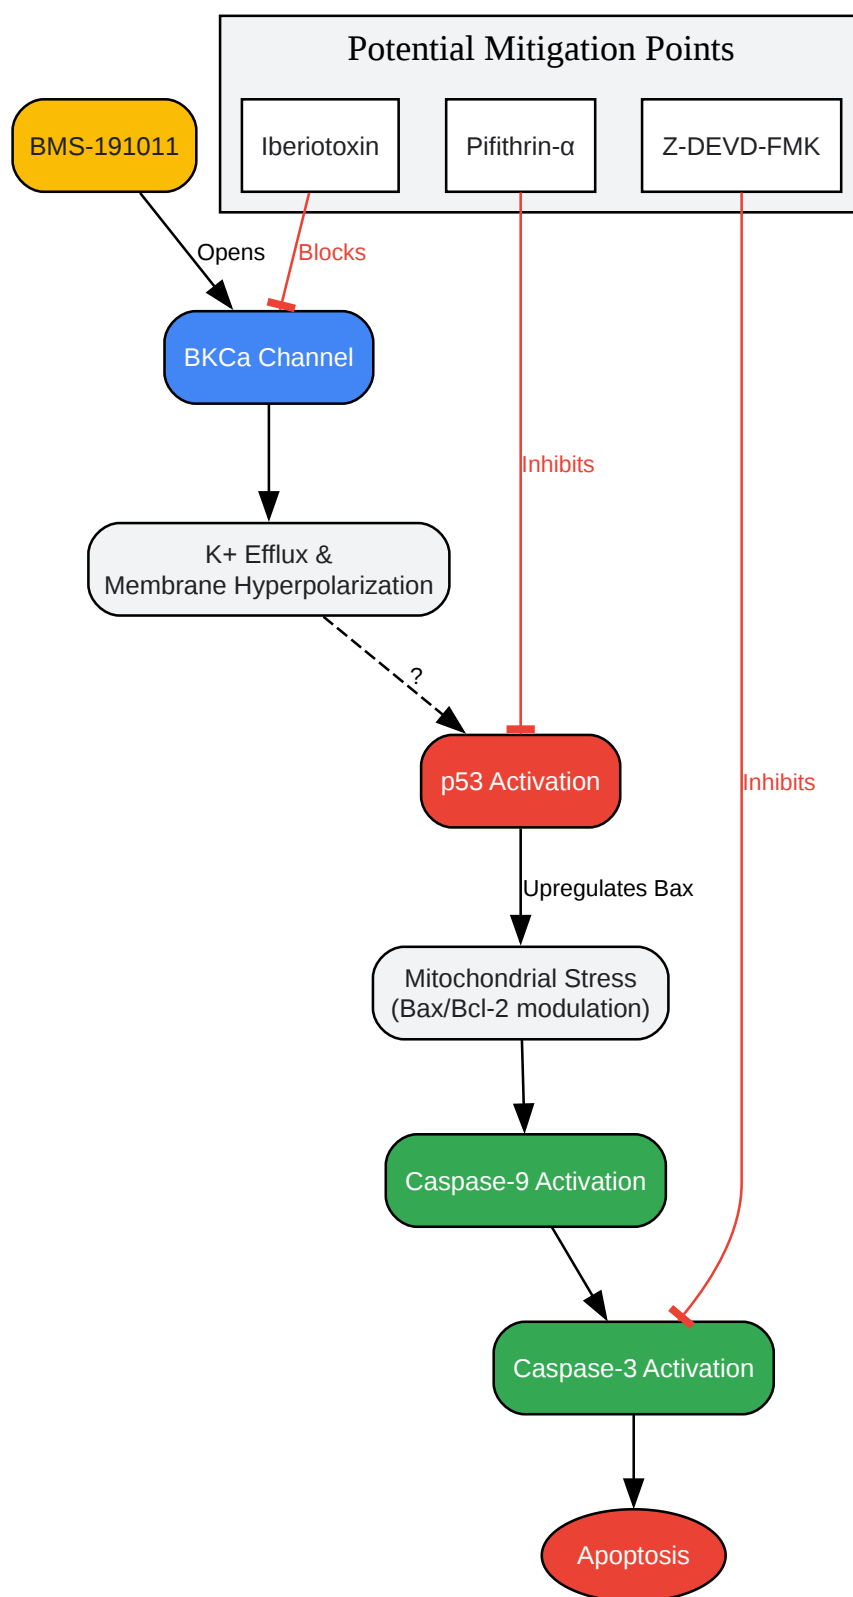 Potential Mitigation Points
BMS-191011
Iberiotoxin
Pifithrin-α
Z-DEVD-FMK
Opens
Blocks
BKCa Channel
Inhibits
K+ Efflux &
Membrane Hyperpolarization
?
p53 Activation
Inhibits
Upregulates Bax
Mitochondrial Stress
(Bax/Bcl-2 modulation)
Caspase-9 Activation
Caspase-3 Activation
Apoptosis